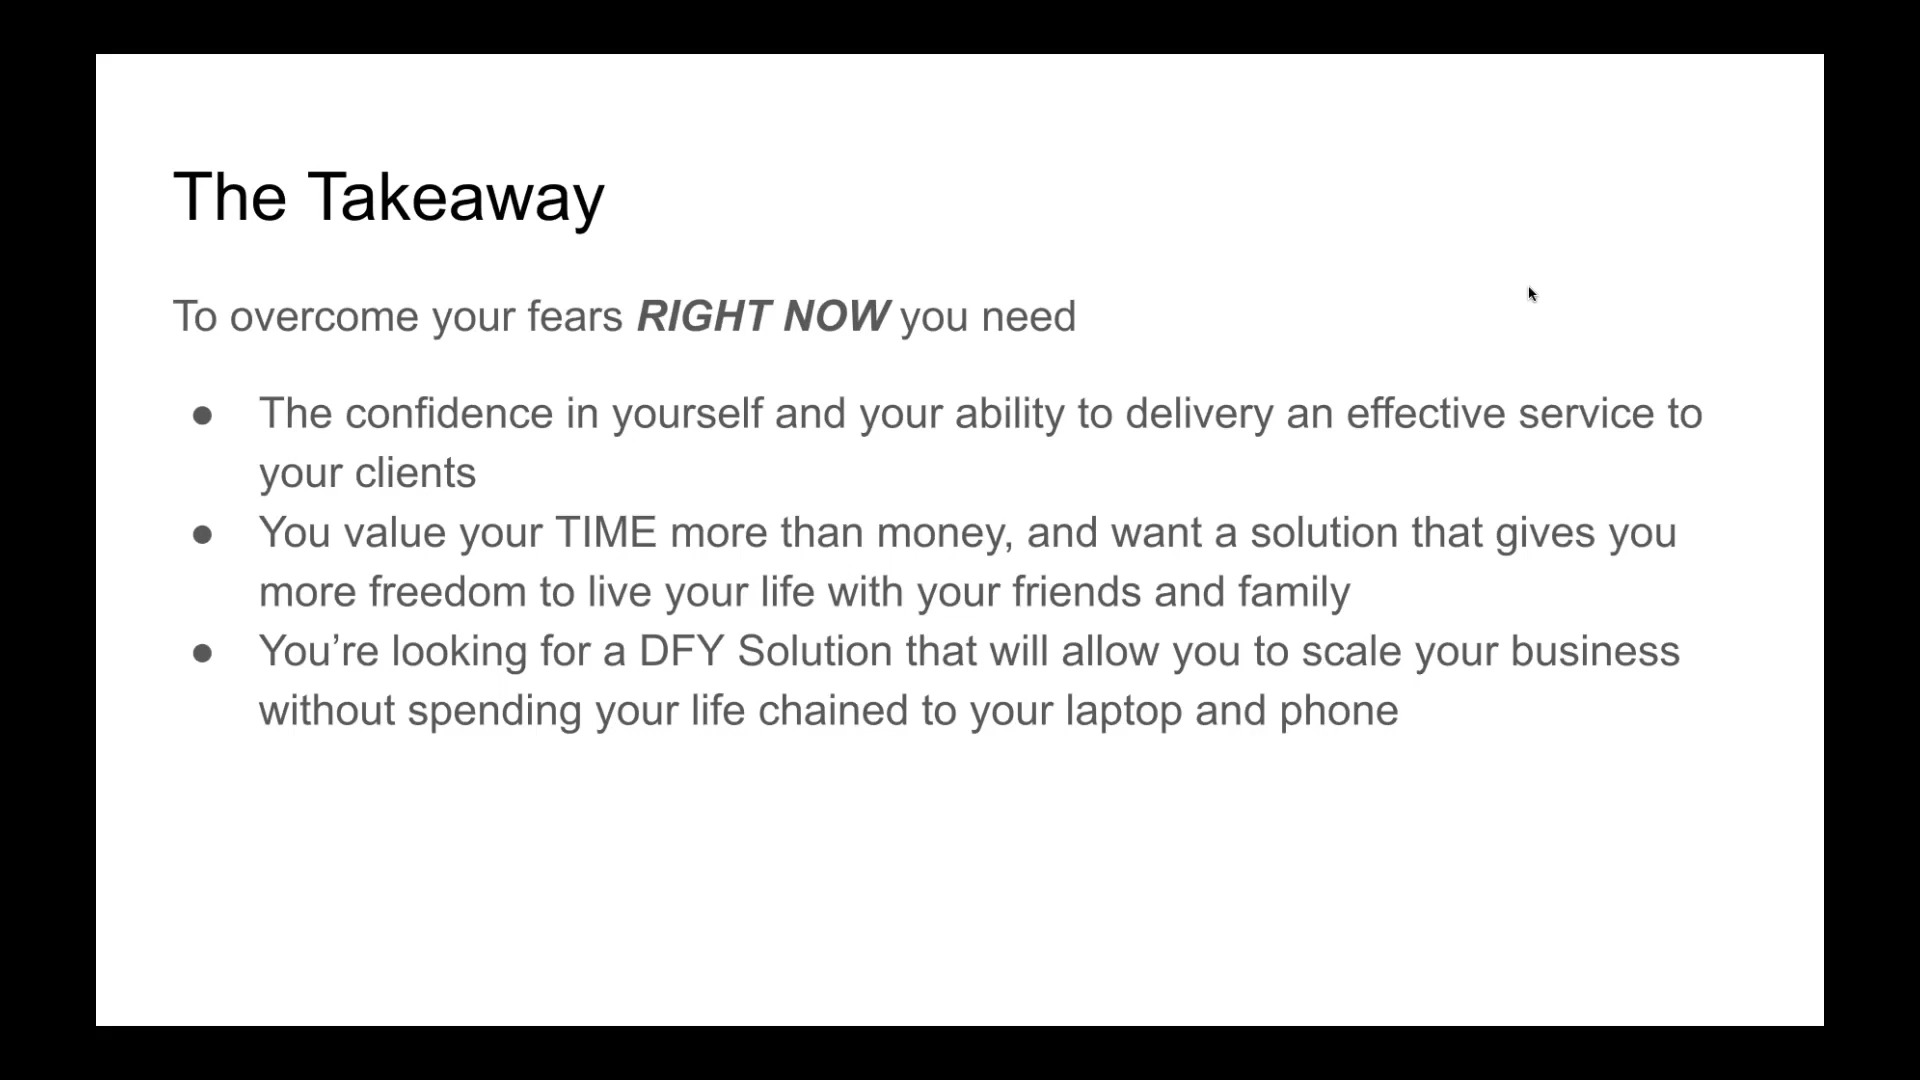 The Takeaway
To overcome your fears RIGHT NOW you need
● The confidence in yourself and your ability to delivery an effective service to
your clients
● You value your TIME more than money, and want a solution that gives you
more freedom to live your life with your friends and family
● You’re looking for a DFY Solution that will allow you to scale your business
without spending your life chained to your laptop and phone